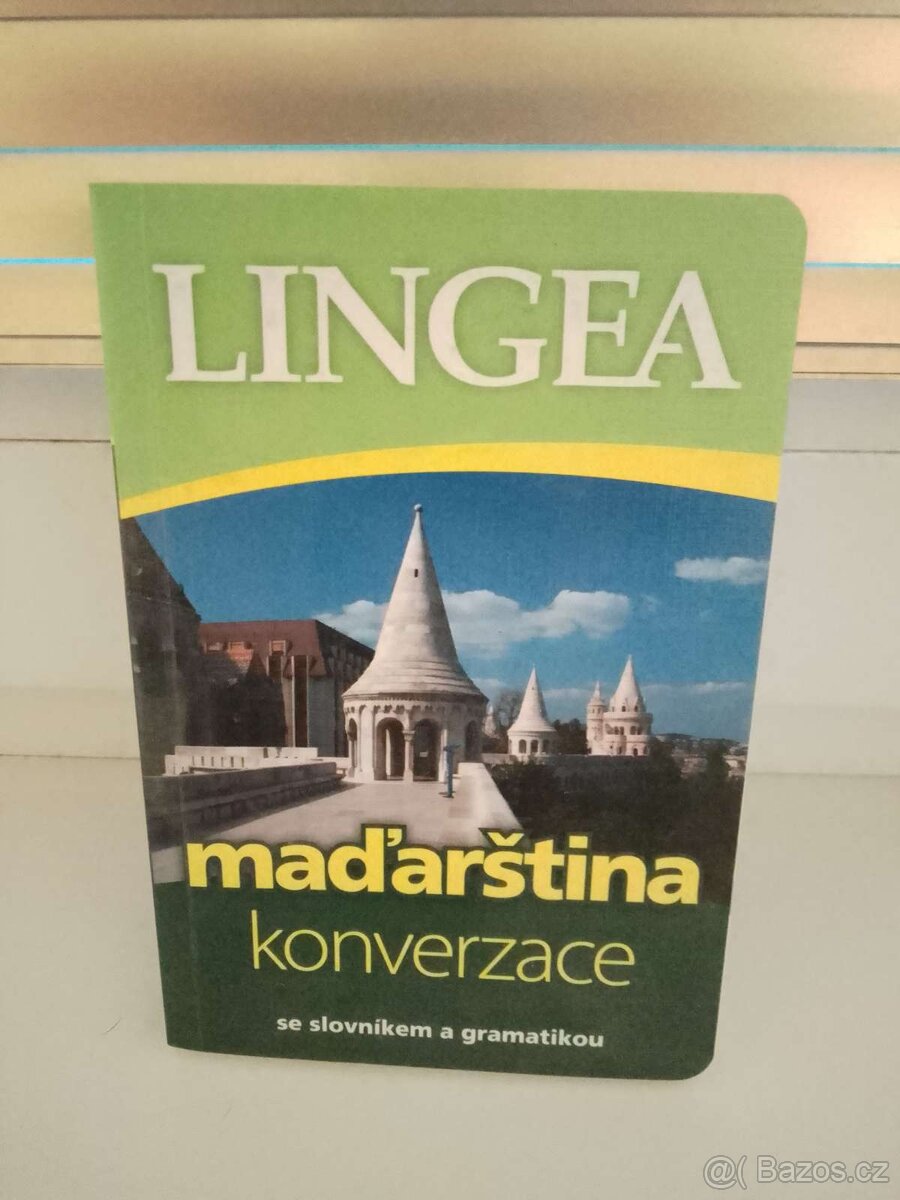 LINGEA
maďarština
konverzace
se slovníkem a gramatikou
@( Bazos.cz